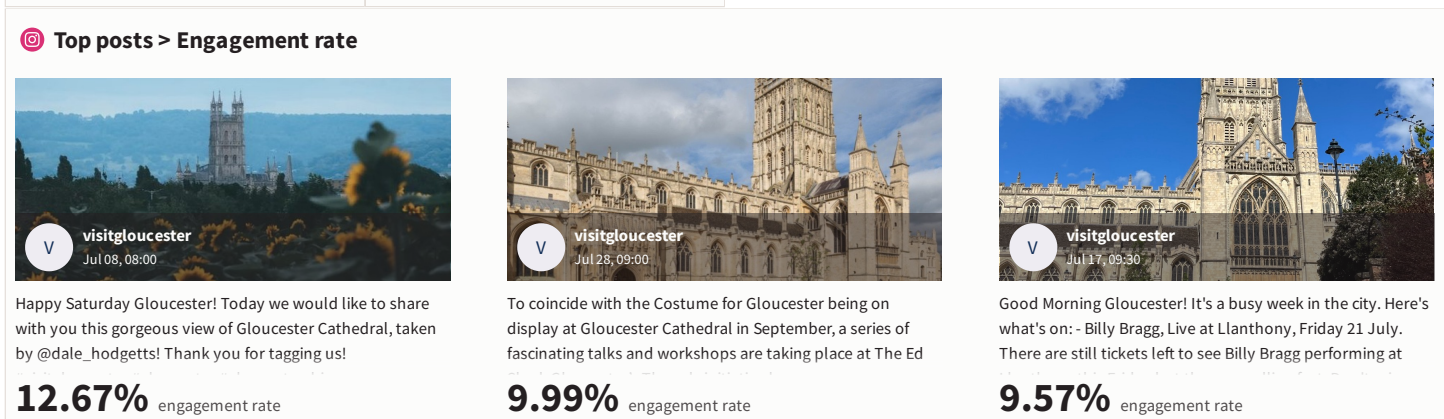 Top posts > Engagement rate
V
visitgloucester
Jul 08, 08:00
Happy Saturday Gloucester! Today we would like to share
with you this gorgeous view of Gloucester Cathedral, taken
by @dale_hodgetts! Thank you for tagging us!
12.67% engagement rate
V
visitgloucester
Jul 28, 09:00
To coincide with the Costume for Gloucester being on
display at Gloucester Cathedral in September, a series of
fascinating talks and workshops are taking place at The Ed
9.99% engagement rate
V
visitgloucester
Jul 17, 09:30
Good Morning Gloucester! It's a busy week in the city. Here's
what's on: - Billy Bragg, Live at Llanthony, Friday 21 July.
There are still tickets left to see Billy Bragg performing at
9.57% engagement rate